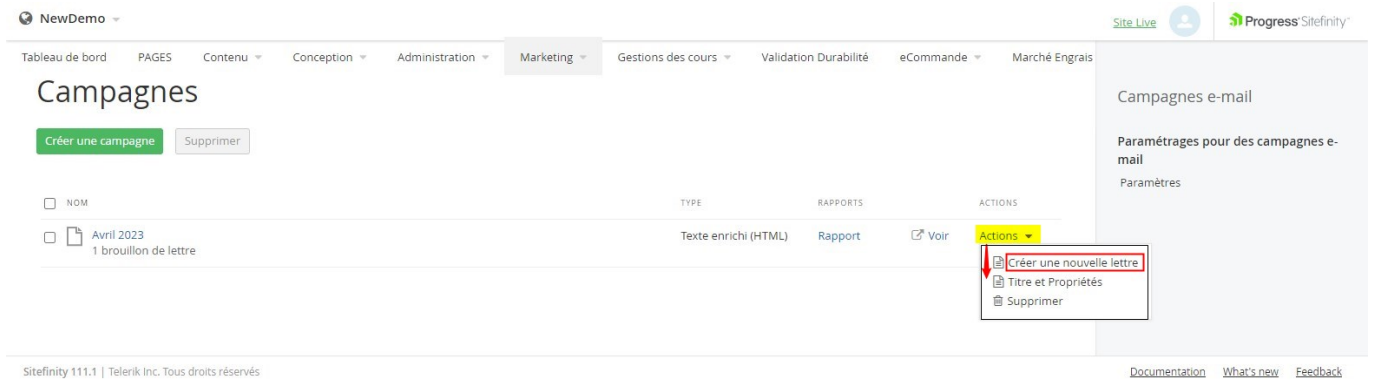 NewDemo
Site Live
Progress Sitefinity
Tableau de bord PAGES Contenu Conception Administration Marketing Gestions des cours Validation Durabilité eCommande Marché Engrais
Campagnes
Campagnes e-mail
Créer une campagne Supprimer
Paramétrages pour des campagnes e-
mail
Paramètres
NOM TYPE RAPPORTS ACTIONS
Avril 2023 Texte enrichi (HTML) Rapport Voir Actions
1 brouillon de lettre
Créer une nouvelle lettre
Titre et Propriétés
Supprimer
Sitefinity 111.1 | Telerik Inc. Tous droits réservés
Documentation What's new Feedback